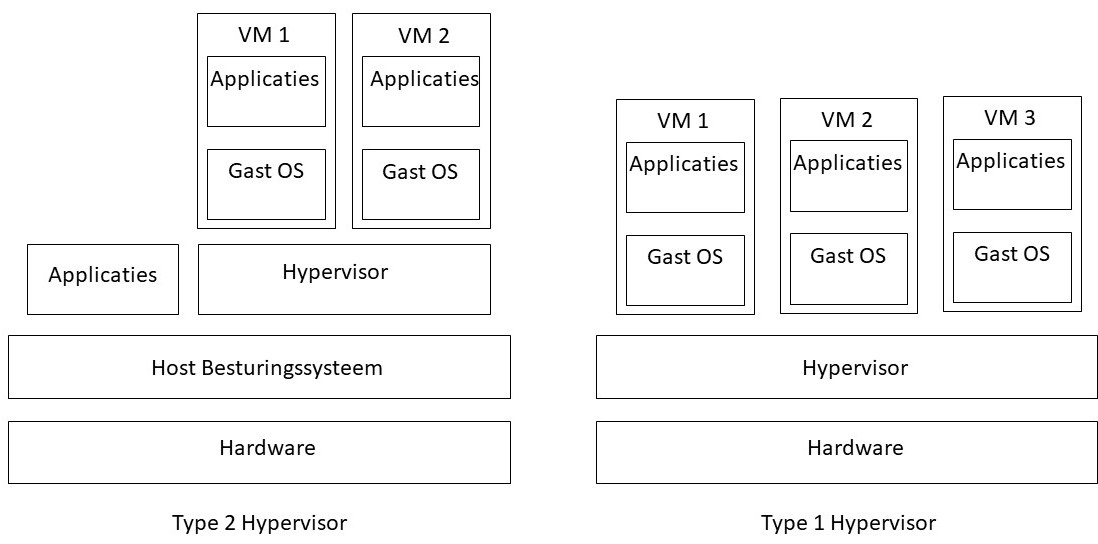 VM 1
Applicaties
Gast OS
VM 2
Applicaties
Gast OS
Applicaties
Hypervisor
Host Besturingssysteem
Hardware
Type 2 Hypervisor
VM 1
Applicaties
Gast OS
VM 2
Applicaties
Gast OS
VM 3
Applicaties
Gast OS
Hypervisor
Hardware
Type 1 Hypervisor